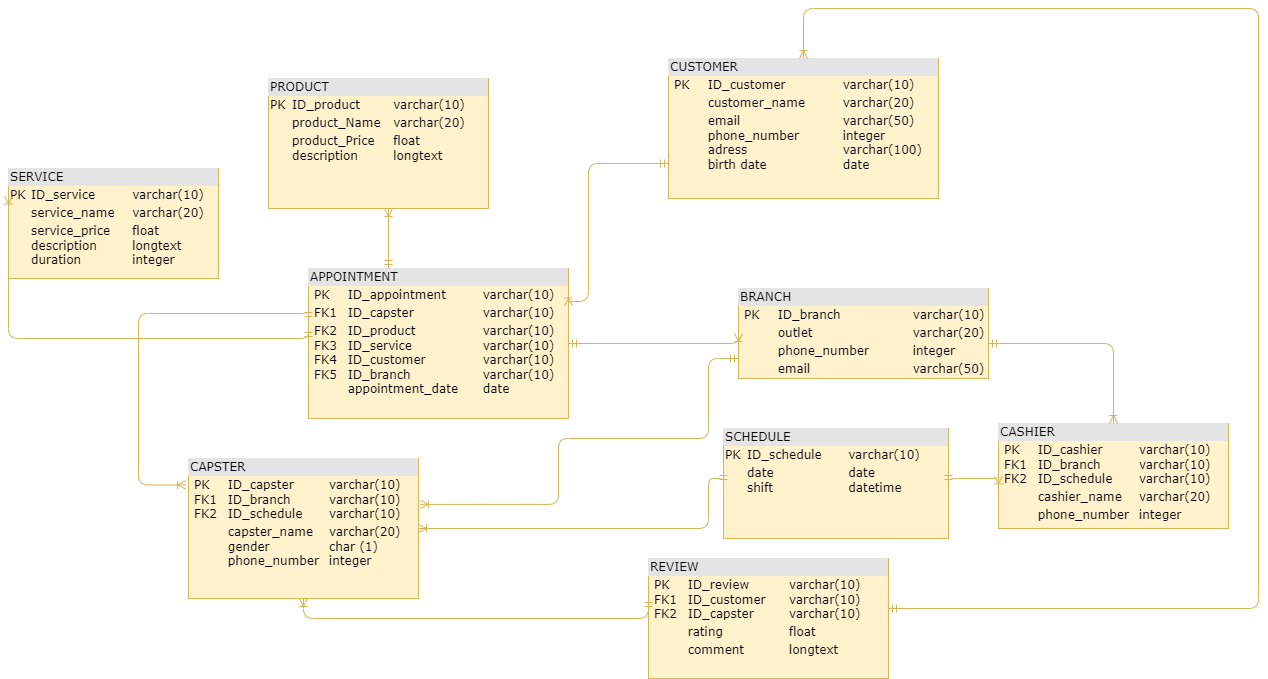 CUSTOMER
PK ID_customer varchar(10)
customer_name varchar(20)
email varchar(50)
phone_number integer
adress varchar(100)
birth date date
PRODUCT
PK ID_product varchar(10)
product_Name varchar(20)
product_Price float
description longtext
SERVICE
PK ID_service varchar(10)
service_name varchar(20)
service_price float
description longtext
duration integer
APPOINTMENT
PK ID_appointment varchar(10)
FK1 ID_capster varchar(10)
FK2 ID_product varchar(10)
FK3 ID_service varchar(10)
FK4 ID_customer varchar(10)
FK5 ID_branch varchar(10)
appointment_date date
BRANCH
PK ID_branch varchar(10)
outlet varchar(20)
phone_number integer
email varchar(50)
CAPSTER
PK ID_capster varchar(10)
FK1 ID_branch varchar(10)
FK2 ID_schedule varchar(10)
capster_name varchar(20)
gender char (1)
phone_number integer
SCHEDULE
PK ID_schedule varchar(10)
date date
shift datetime
CASHIER
PK ID_cashier varchar(10)
FK1 ID_branch varchar(10)
FK2 ID_schedule varchar(10)
cashier_name varchar(20)
phone_number integer
REVIEW
PK ID_review varchar(10)
FK1 ID_customer varchar(10)
FK2 ID_capster varchar(10)
rating float
comment longtext